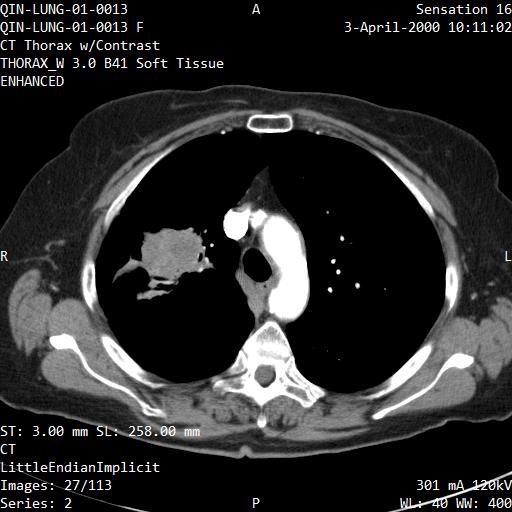 QIN-LUNG-01-0013 A Sensation 16
QIN-LUNG-01-0013 F 3-April-2000 10:11:02
CT Thorax w/Contrast
THORAX_W 3.0 B41 Soft Tissue
ENHANCED
R L
ST: 3.00 mm SL: 258.00 mm
CT
LittleEndianImplicit
Images: 27/113 301 mA 120kV
Series: 2 P WL: 40 WW: 400